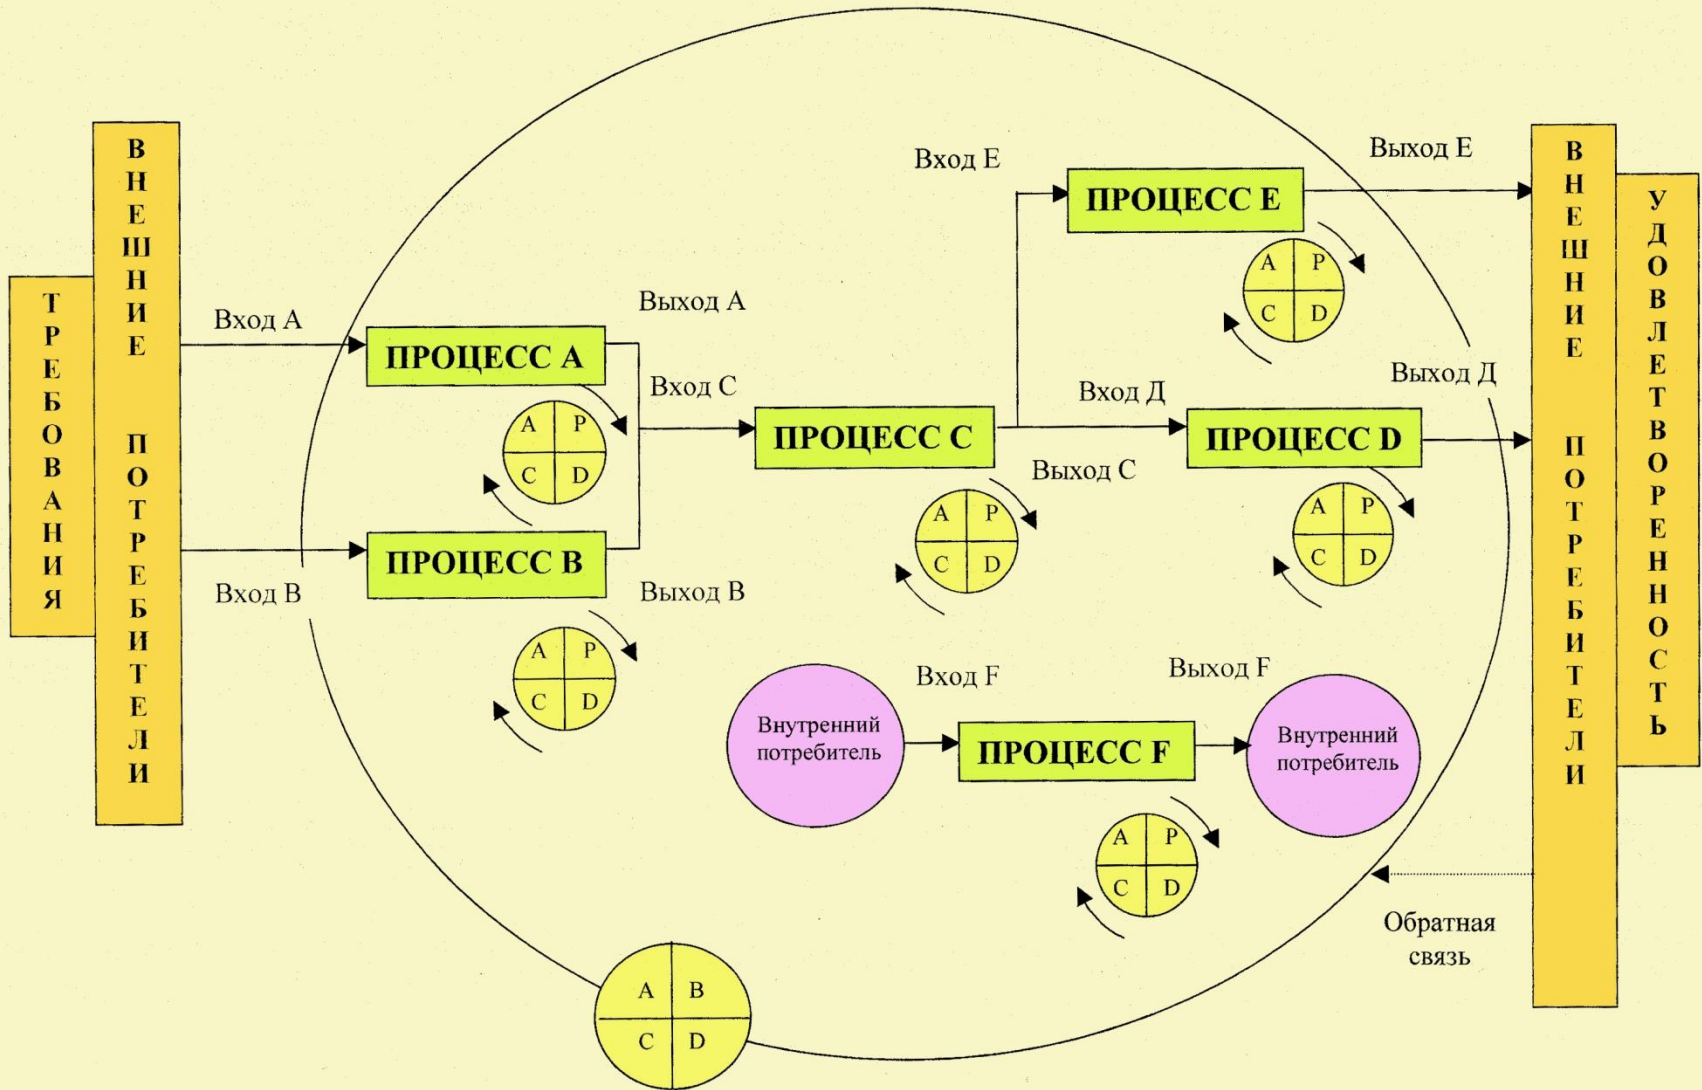 ТРЕБОВАНИЯ
ВНЕШНИЕ ПОТРЕБИТЕЛИ
Вход А
ПРОЦЕСС А
Выход А
A P
C D
Вход В
ПРОЦЕСС В
Выход В
A P
C D
Вход С
ПРОЦЕСС С
Выход С
A P
C D
Вход Е
ПРОЦЕСС Е
Выход Е
A P
C D
Вход Д
ПРОЦЕСС D
Выход Д
A P
C D
Внутренний
потребитель
Вход F
ПРОЦЕСС F
Выход F
A P
C D
Внутренний
потребитель
Обратная
связь
A B
C D
ВНЕШНИЕ ПОТРЕБИТЕЛИ
УДОВЛЕТВОРЕННОСТЬ